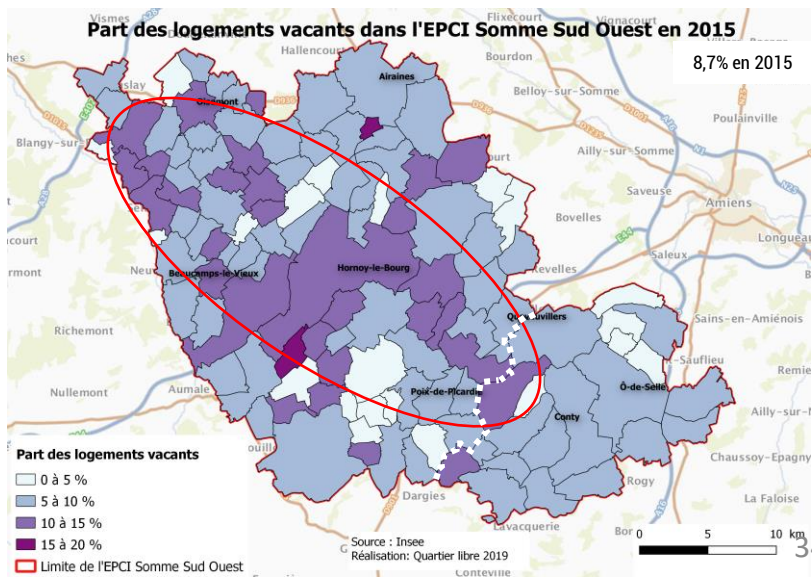 Part des logements vacants dans l'EPCI Somme Sud Ouest en 2015
8,7% en 2015
Vismes
Hallencourt
Flixecourt
Vignacourt
Bourdon
Airaines
Belloy-sur-Somme
Poulainville
Oisemont
Blangy-sur-
Ailly-sur-Somme
Saveuse
Amiens
Bovelles
Longueau
Saleux
Revelles
Hornoy-le-Bourg
Beaucamps-le-Vieux
Quevauvillers
Richemont
Sains-en-Amiénois
Nullemont
Aumale
Poix-de-Picardie
Ô-de-Selle
Conty
Chaussoy-Epagny
Rogy
La Faloise
Dargies
Lavacquerie
Conteville
Part des logements vacants
0 à 5 %
5 à 10 %
10 à 15 %
15 à 20 %
Limite de l'EPCI Somme Sud Ouest
Source : Insee
Réalisation: Quartier libre 2019
0 5 10 km
3